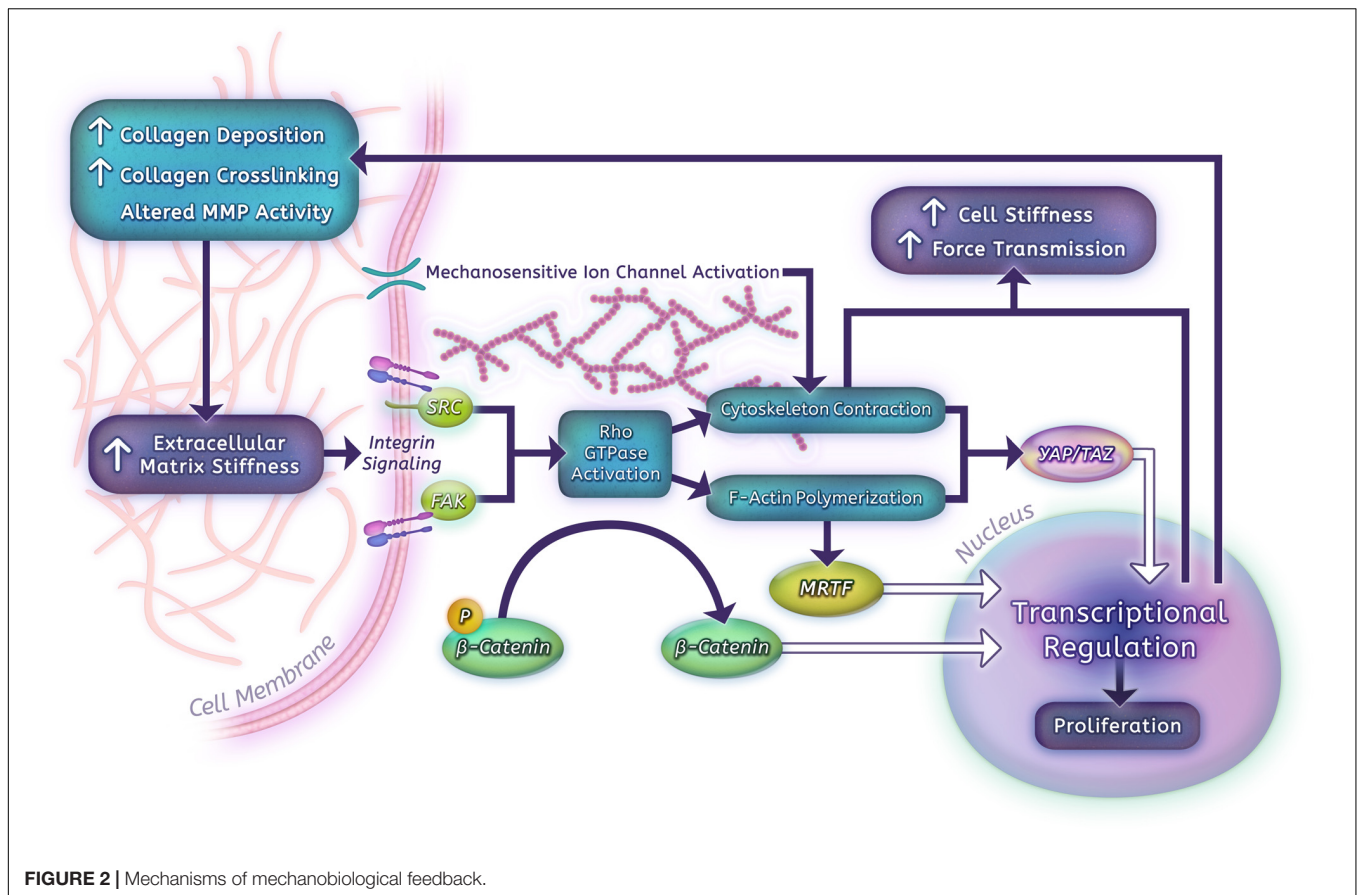 ↑ Collagen Deposition
↑ Collagen Crosslinking
Altered MMP Activity
↑ Cell Stiffness
↑ Force Transmission
Mechanosensitive Ion Channel Activation
SRC
Cytoskeleton Contraction
Rho
GTPase
Activation
↑ Extracellular
Matrix Stiffness
Integrin
Signaling
YAP/TAZ
FAK
F-Actin Polymerization
Nucleus
MRTF
P
β-Catenin
β-Catenin
Transcriptional
Regulation
Cell Membrane
Proliferation
FIGURE 2 | Mechanisms of mechanobiological feedback.